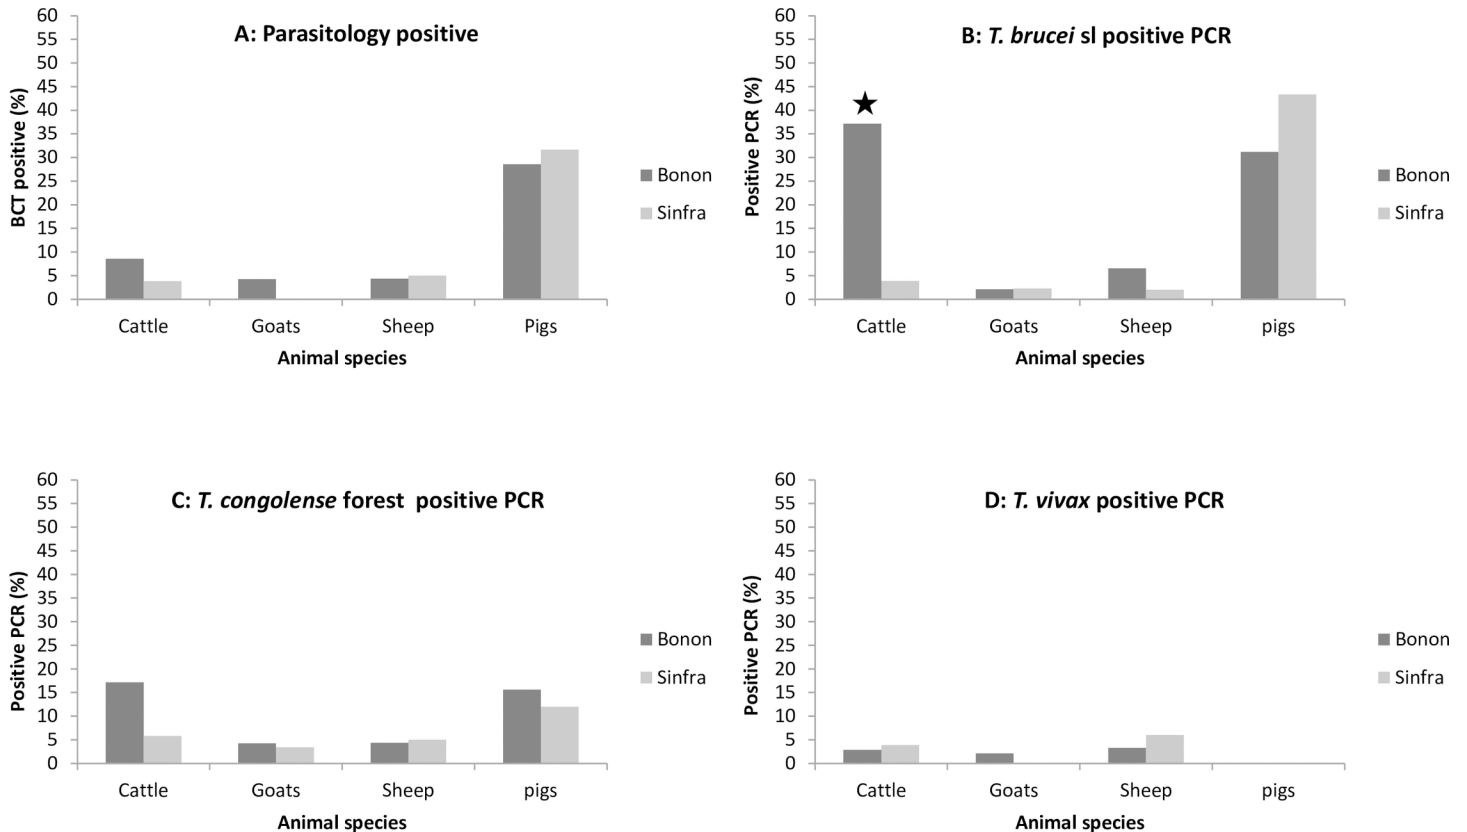 A: Parasitology positive
BCT positive (%)
60
55
50
45
40
35
30
25
20
15
10
5
0
Cattle Goats Sheep Pigs
Animal species
Bonon
Sinfra
B: T. brucei sl positive PCR
Positive PCR (%)
60
55
50
45
40
35
30
25
20
15
10
5
0
Cattle Goats Sheep pigs
Animal species
Bonon
Sinfra
C: T. congolense forest positive PCR
Positive PCR (%)
60
55
50
45
40
35
30
25
20
15
10
5
0
Cattle Goats Sheep pigs
Animal species
Bonon
Sinfra
D: T. vivax positive PCR
Positive PCR (%)
60
55
50
45
40
35
30
25
20
15
10
5
0
Cattle Goats Sheep pigs
Animal species
Bonon
Sinfra